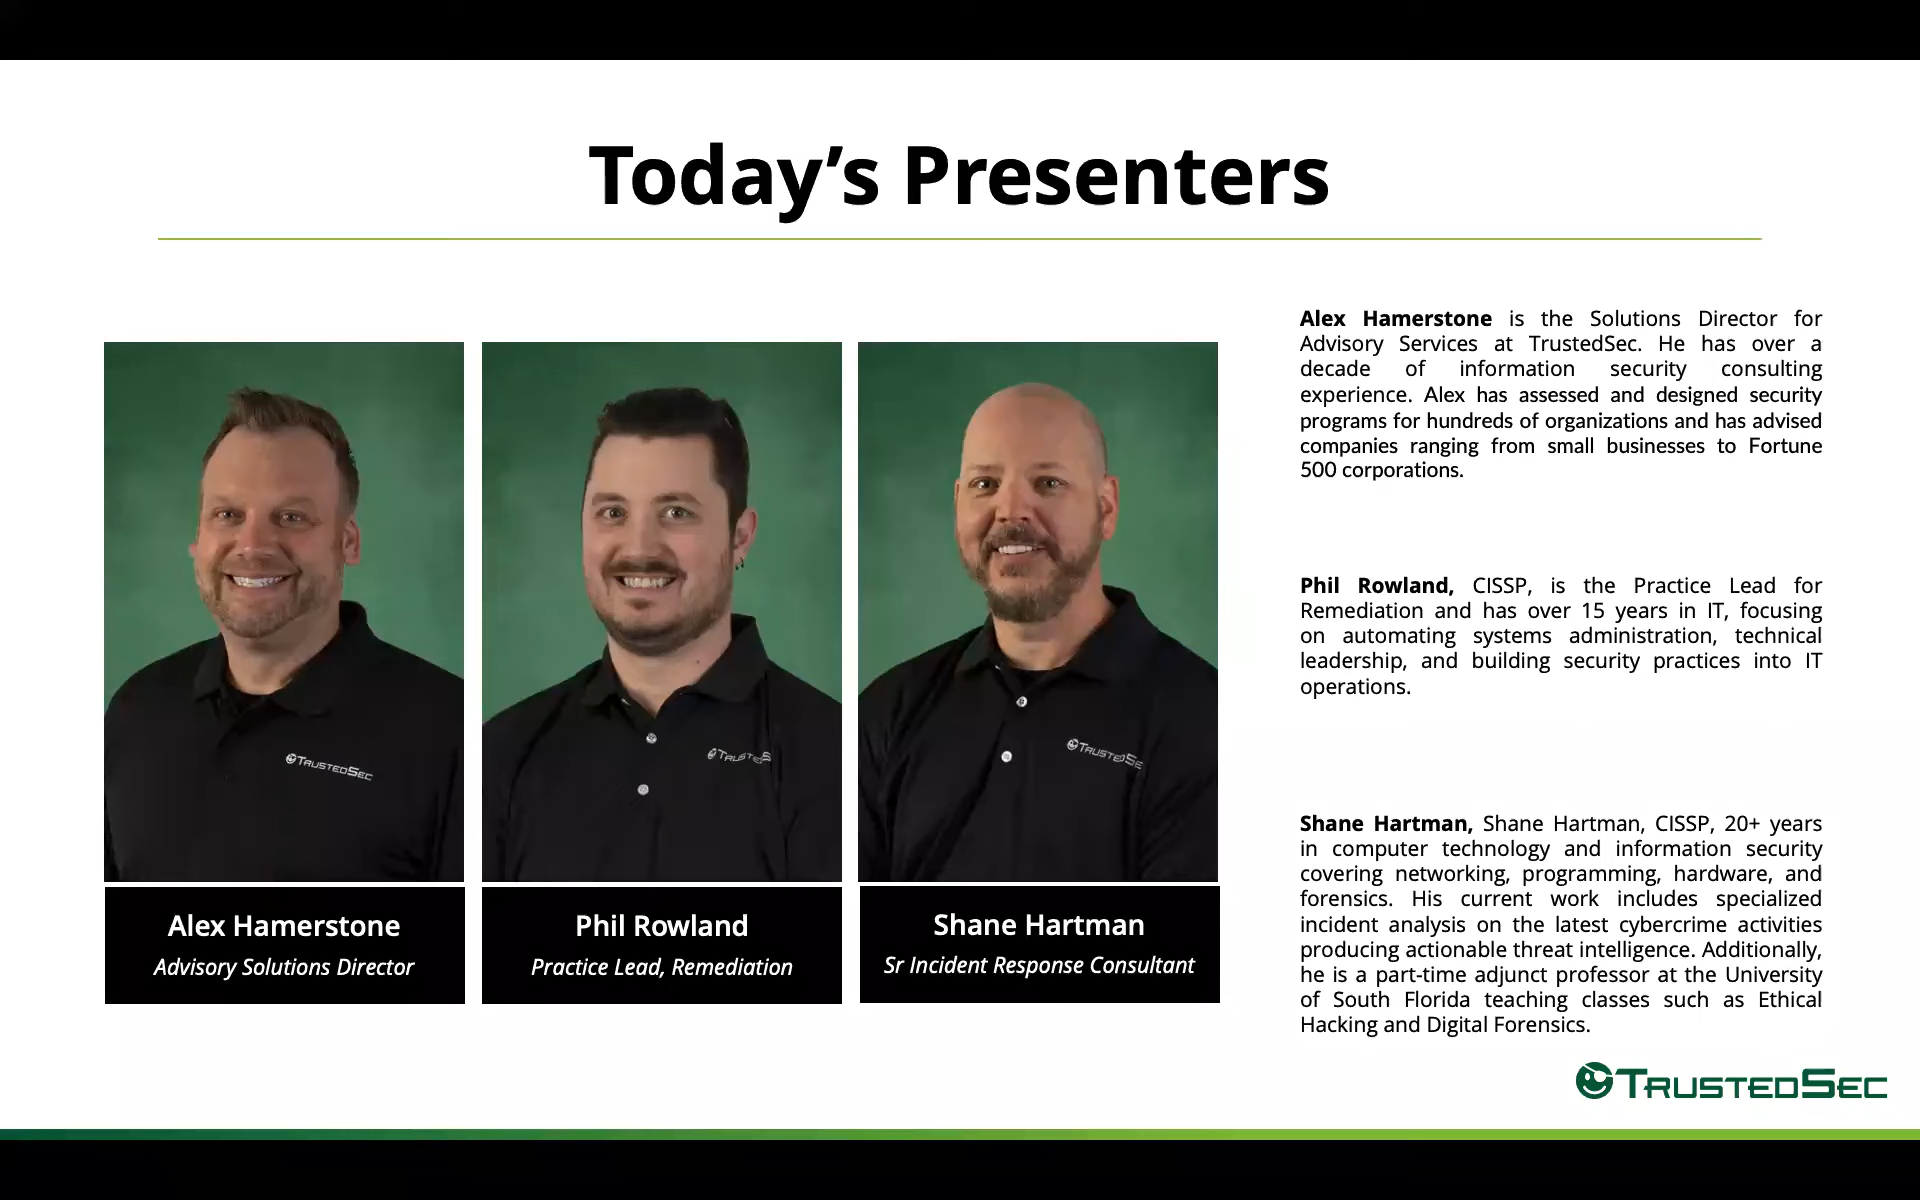 Today’s Presenters
TRUSTEDSEC
TRUSTEDS
TRUSTEDSE
Alex Hamerstone
Advisory Solutions Director
Phil Rowland
Practice Lead, Remediation
Shane Hartman
Sr Incident Response Consultant
Alex Hamerstone is the Solutions Director for
Advisory Services at TrustedSec. He has over a
decade of information security consulting
experience. Alex has assessed and designed security
programs for hundreds of organizations and has advised
companies ranging from small businesses to Fortune
500 corporations.
Phil Rowland, CISSP, is the Practice Lead for
Remediation and has over 15 years in IT, focusing
on automating systems administration, technical
leadership, and building security practices into IT
operations.
Shane Hartman, Shane Hartman, CISSP, 20+ years
in computer technology and information security
covering networking, programming, hardware, and
forensics. His current work includes specialized
incident analysis on the latest cybercrime activities
producing actionable threat intelligence. Additionally,
he is a part-time adjunct professor at the University
of South Florida teaching classes such as Ethical
Hacking and Digital Forensics.
TRUSTEDSEC